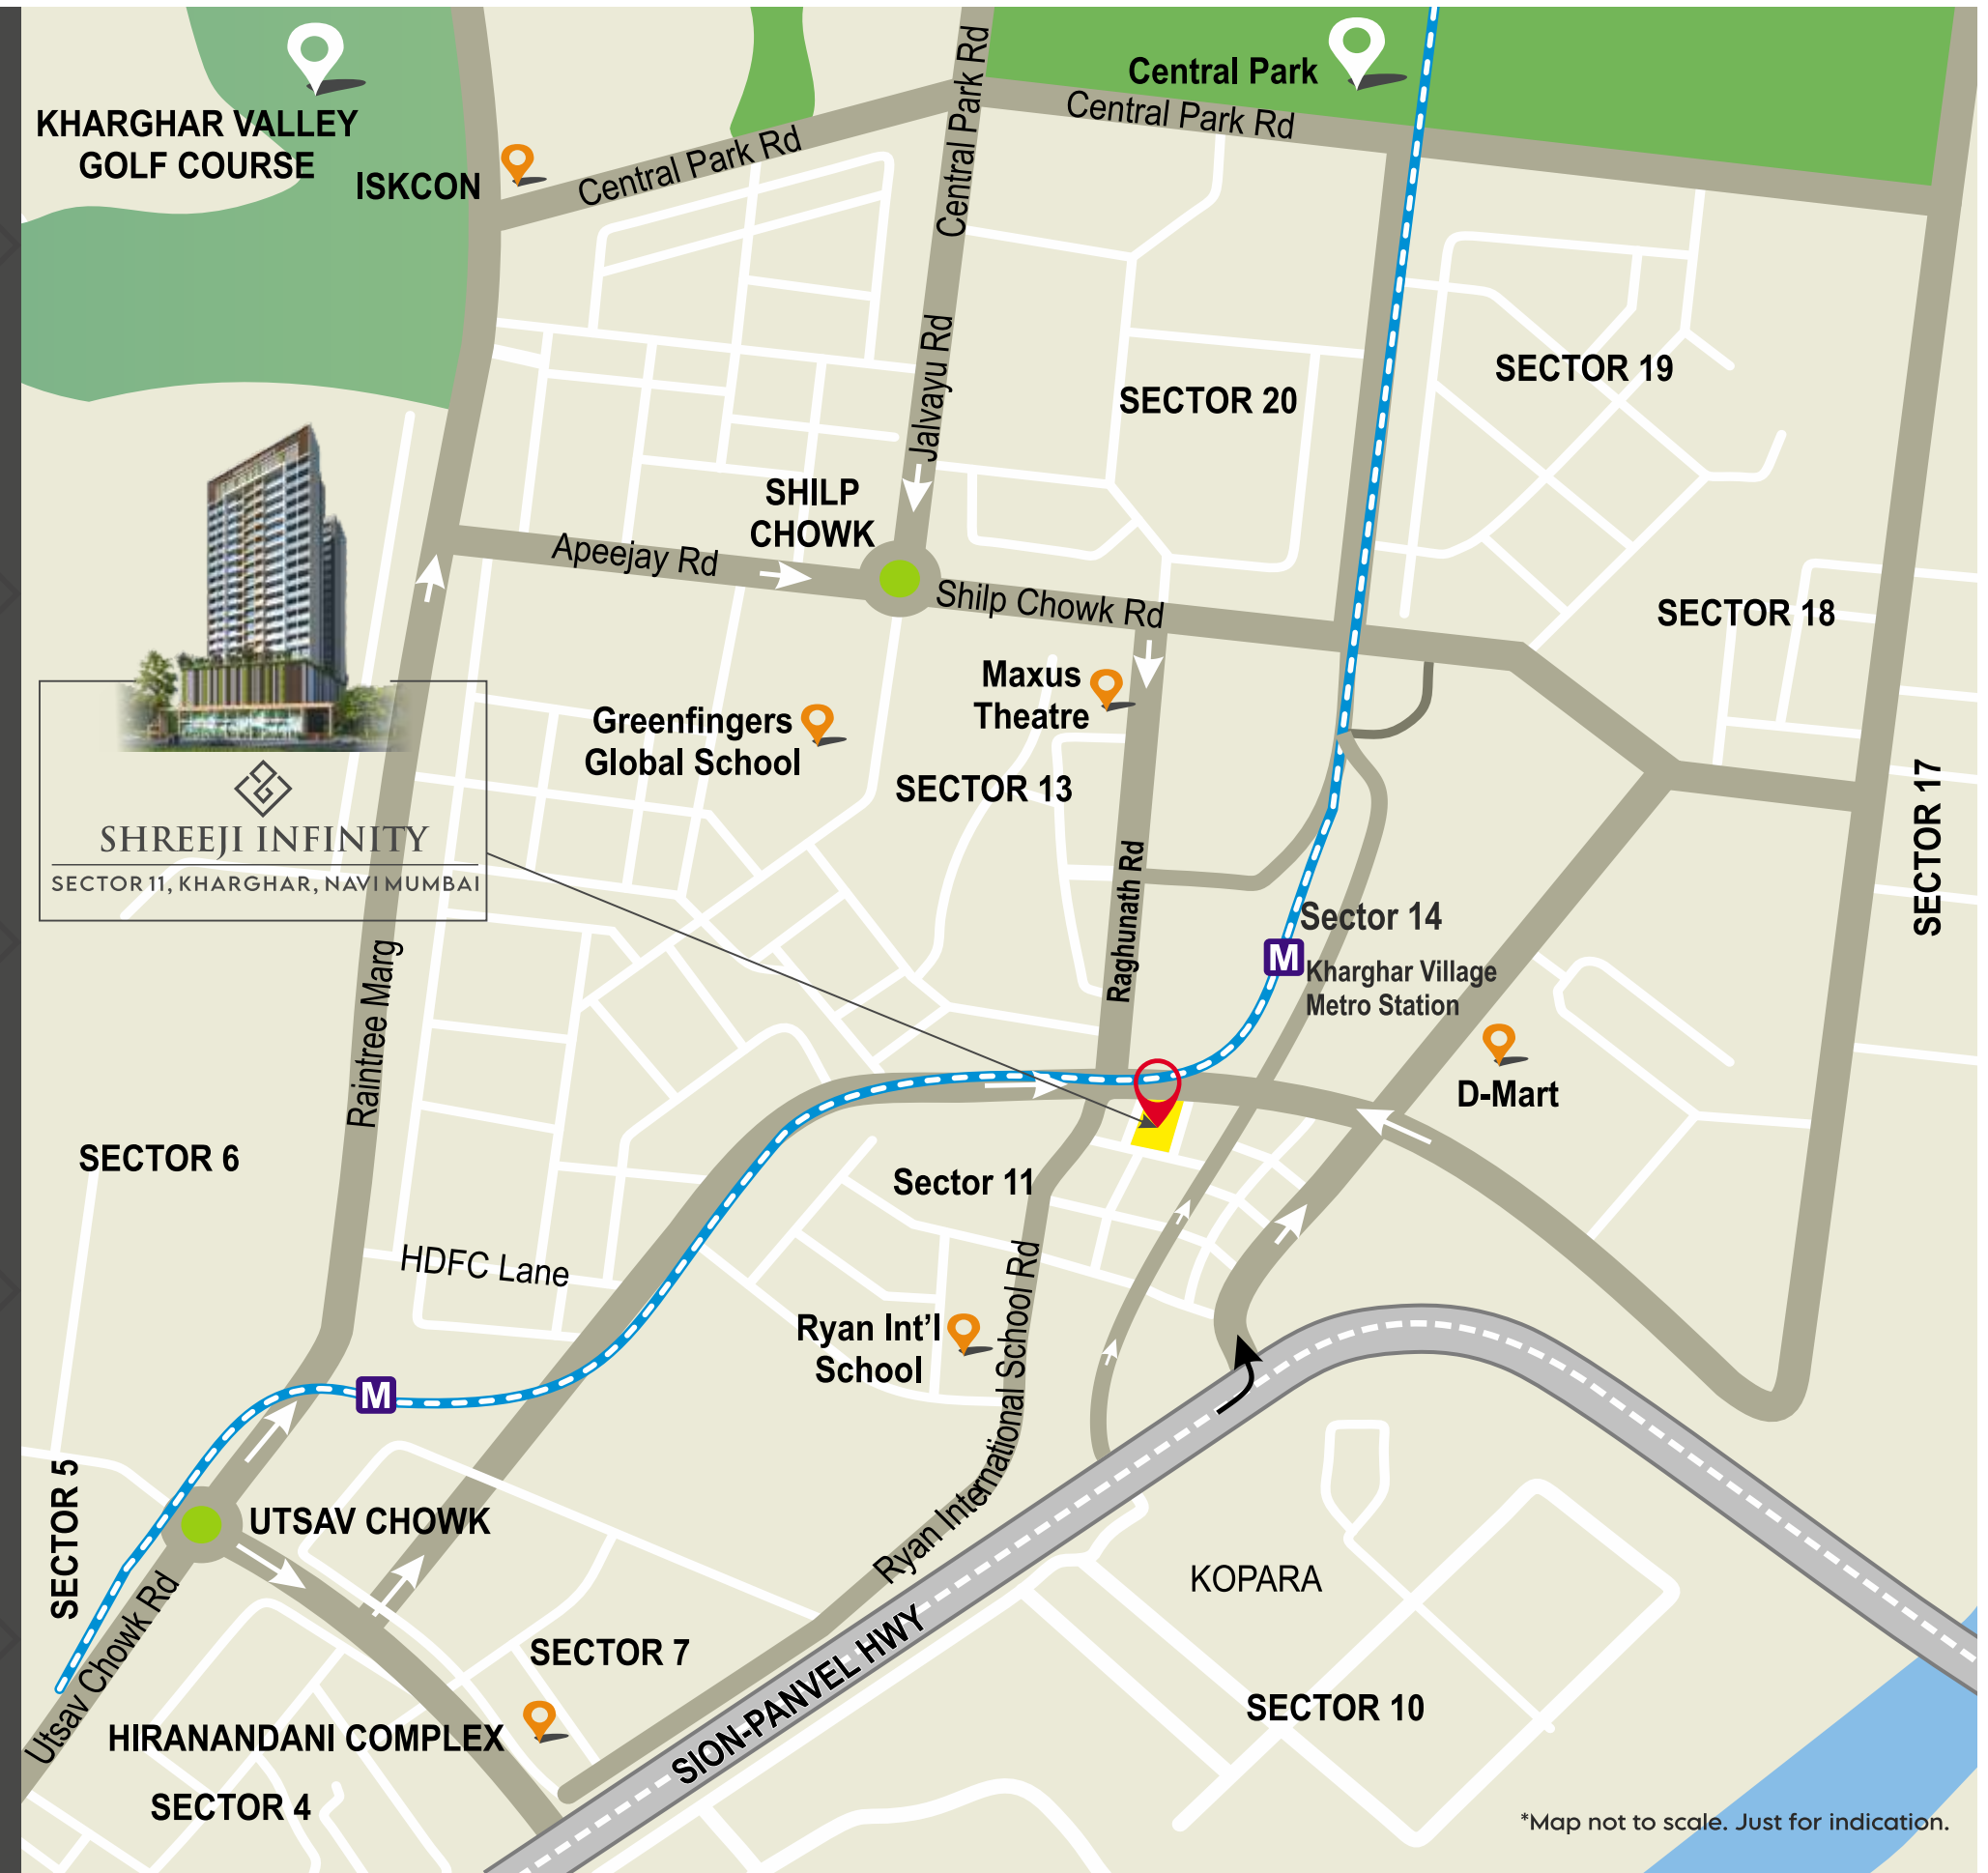 KHARGHAR VALLEY
GOLF COURSE
ISKCON
Central Park Rd
Central Park Rd
Central Park
Central Park Rd
Jalvayu Rd
SECTOR 20
SECTOR 19
SHILP
CHOWK
Apeejay Rd
Shilp Chowk Rd
SECTOR 18
Maxus
Theatre
Greenfingers
Global School
SECTOR 13
SECTOR 17
SHREEJI INFINITY
SECTOR 11, KHARGHAR, NAVI MUMBAI
Raghunath Rd
Sector 14
M
Kharghar Village
Metro Station
Raintree Marg
D-Mart
SECTOR 6
Sector 11
HDFC Lane
Ryan Int'l
School
Ryan International School Rd
M
SECTOR 5
UTSAV CHOWK
Utsav Chowk Rd
KOPARA
SECTOR 7
SION-PANVEL HWY
SECTOR 10
HIRANANDANI COMPLEX
SECTOR 4
*Map not to scale. Just for indication.